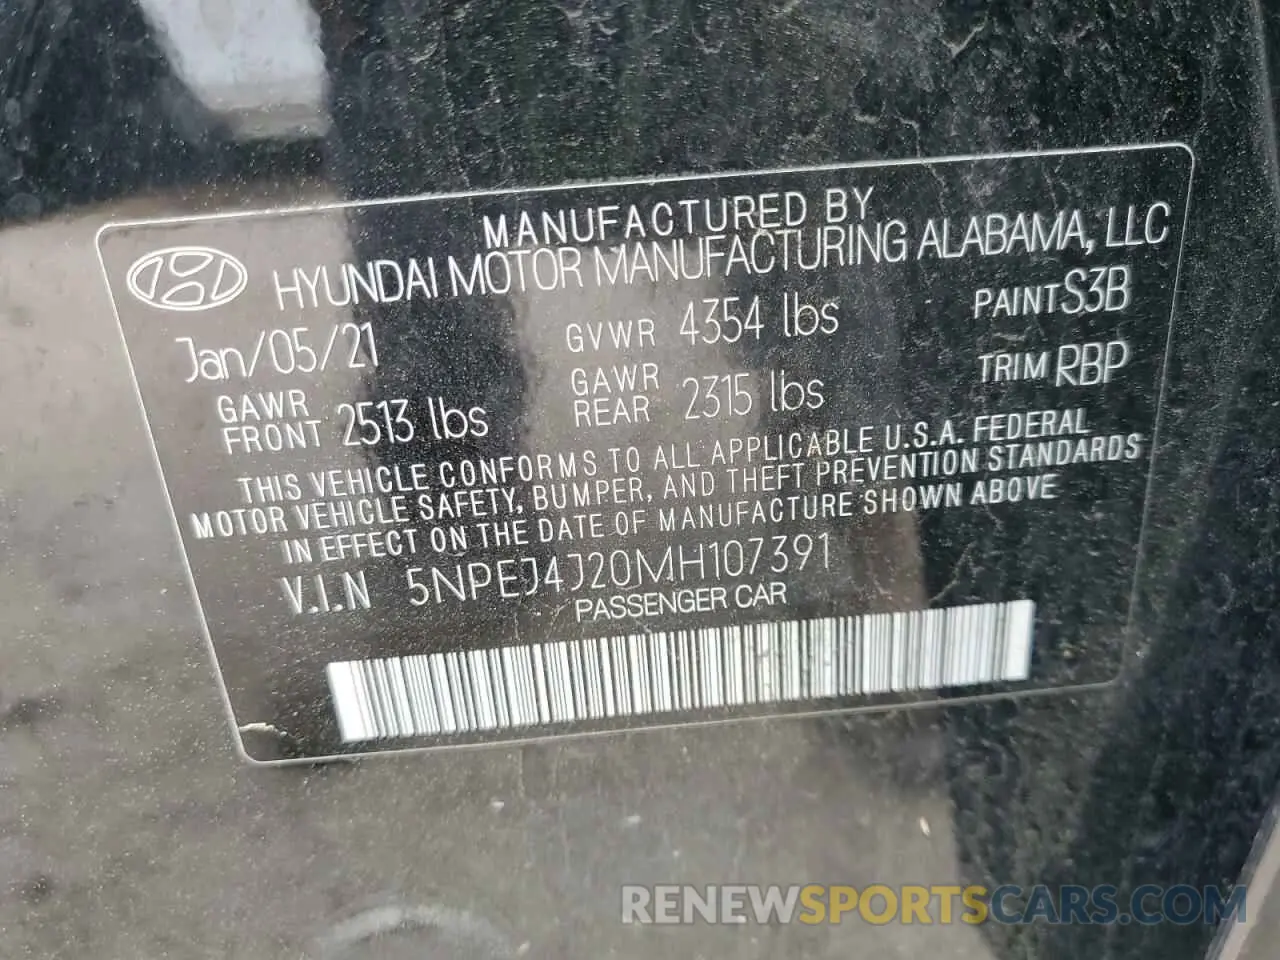 MANUFACTURED BY
HYUNDAI MOTOR MANUFACTURING ALABAMA, LLC
Jan/05/21 GVWR 4354 lbs PAINT S3B
GAWR FRONT 2513 lbs GAWR REAR 2315 lbs TRIM RBP
THIS VEHICLE CONFORMS TO ALL APPLICABLE U.S.A. FEDERAL
MOTOR VEHICLE SAFETY, BUMPER, AND THEFT PREVENTION STANDARDS
IN EFFECT ON THE DATE OF MANUFACTURE SHOWN ABOVE
V.I.N 5NPEJ4J20MH107391
PASSENGER CAR
RENEWSPORTSCARS.COM